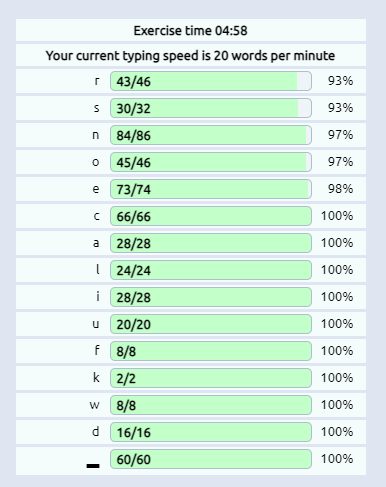 Exercise time 04:58
Your current typing speed is 20 words per minute
r 43/46 93%
s 30/32 93%
n 84/86 97%
o 45/46 97%
e 73/74 98%
c 66/66 100%
a 28/28 100%
l 24/24 100%
i 28/28 100%
u 20/20 100%
f 8/8 100%
k 2/2 100%
w 8/8 100%
d 16/16 100%
_ 60/60 100%